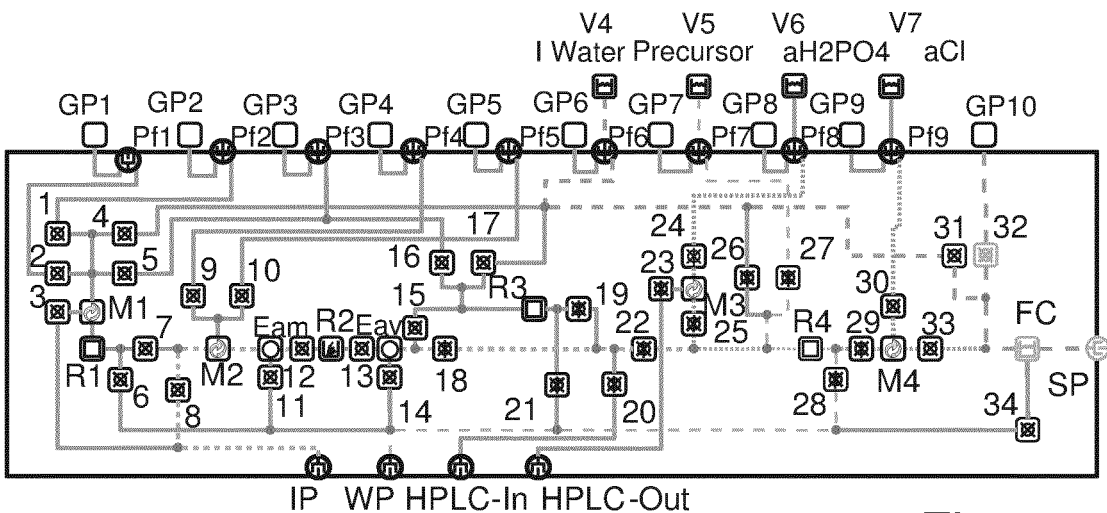 V4 V5 V6 V7
I Water Precursor aH2PO4 aCl
GP1 GP2 GP3 GP4 GP5 GP6 GP7 GP8 GP9 GP10
Pf1 Pf2 Pf3 Pf4 Pf5 Pf6 Pf7 Pf8 Pf9
1 4 17 24 31 32
2 5 9 10 16 23 26 27
3 M1 15 R3 19 M3 30
7 Eam R2 Eav 22 25 R4 29 33 FC
R1 M2 12 13 18 M4 SP
6 8 11 14 21 20 28 34
IP WP HPLC-In HPLC-Out